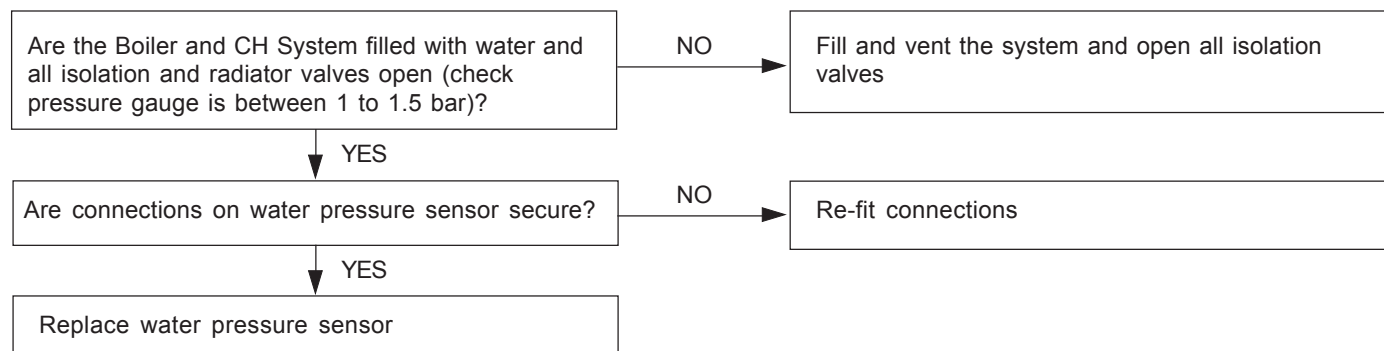 Are the Boiler and CH System filled with water and
all isolation and radiator valves open (check
pressure gauge is between 1 to 1.5 bar)?
NO
Fill and vent the system and open all isolation
valves
YES
Are connections on water pressure sensor secure?
NO
Re-fit connections
YES
Replace water pressure sensor